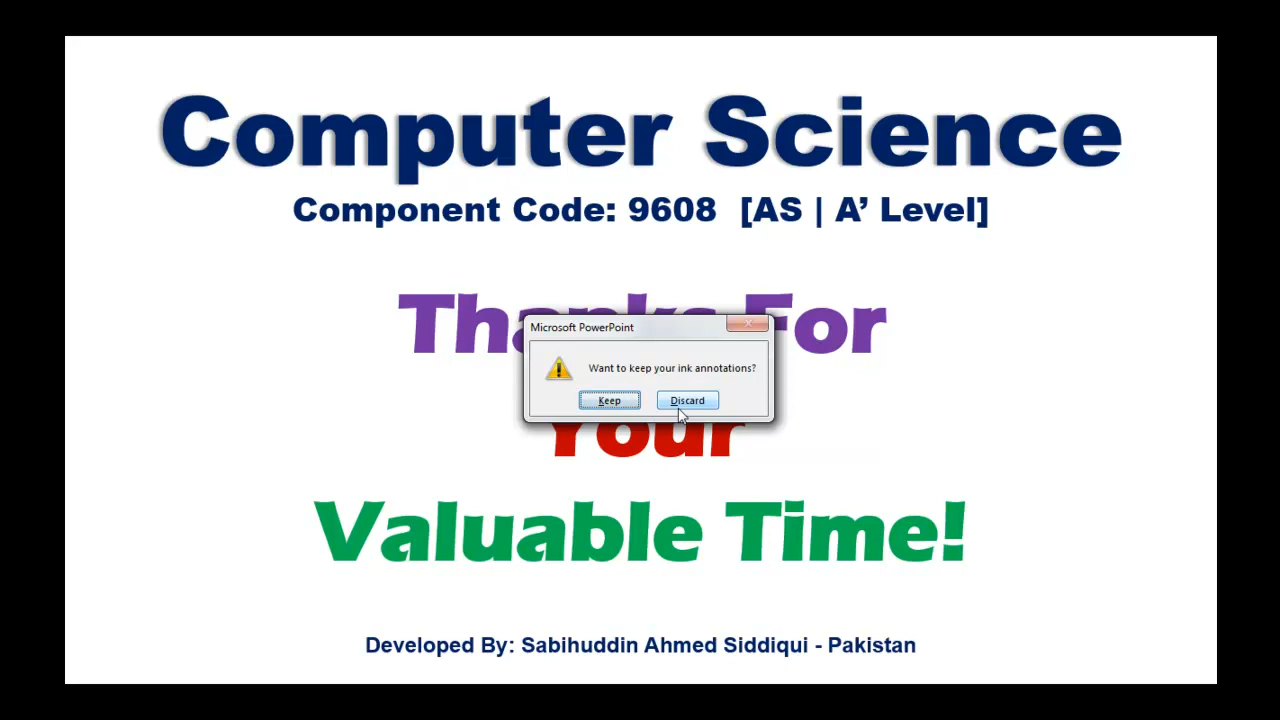 Computer Science
Component Code: 9608 [AS | A’ Level]
Thanks For
Microsoft PowerPoint
Want to keep your ink annotations?
Keep Discard
Your
Valuable Time!
Developed By: Sabihuddin Ahmed Siddiqui - Pakistan